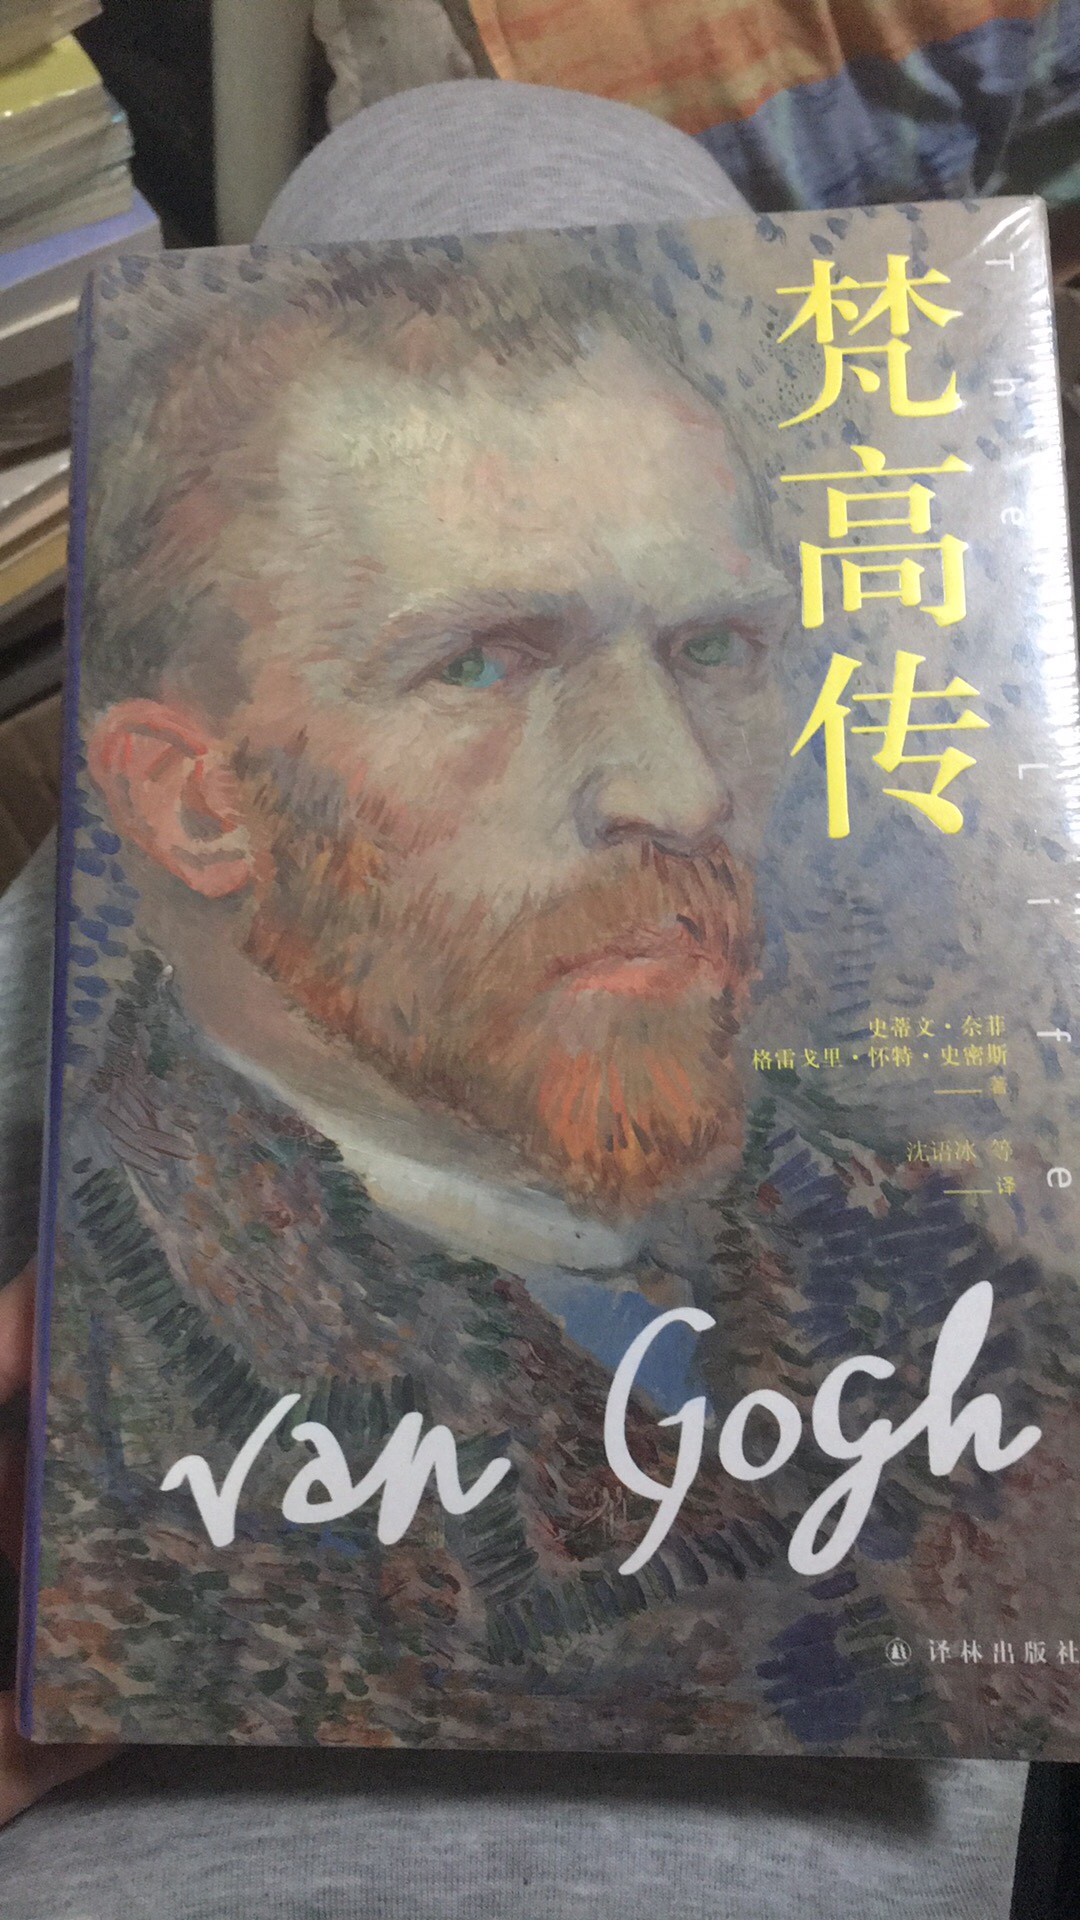 梵高传
The Life
史蒂文·奈菲
格雷戈里·怀特·史密斯
著
沈语冰 等
译
van Gogh
译林出版社